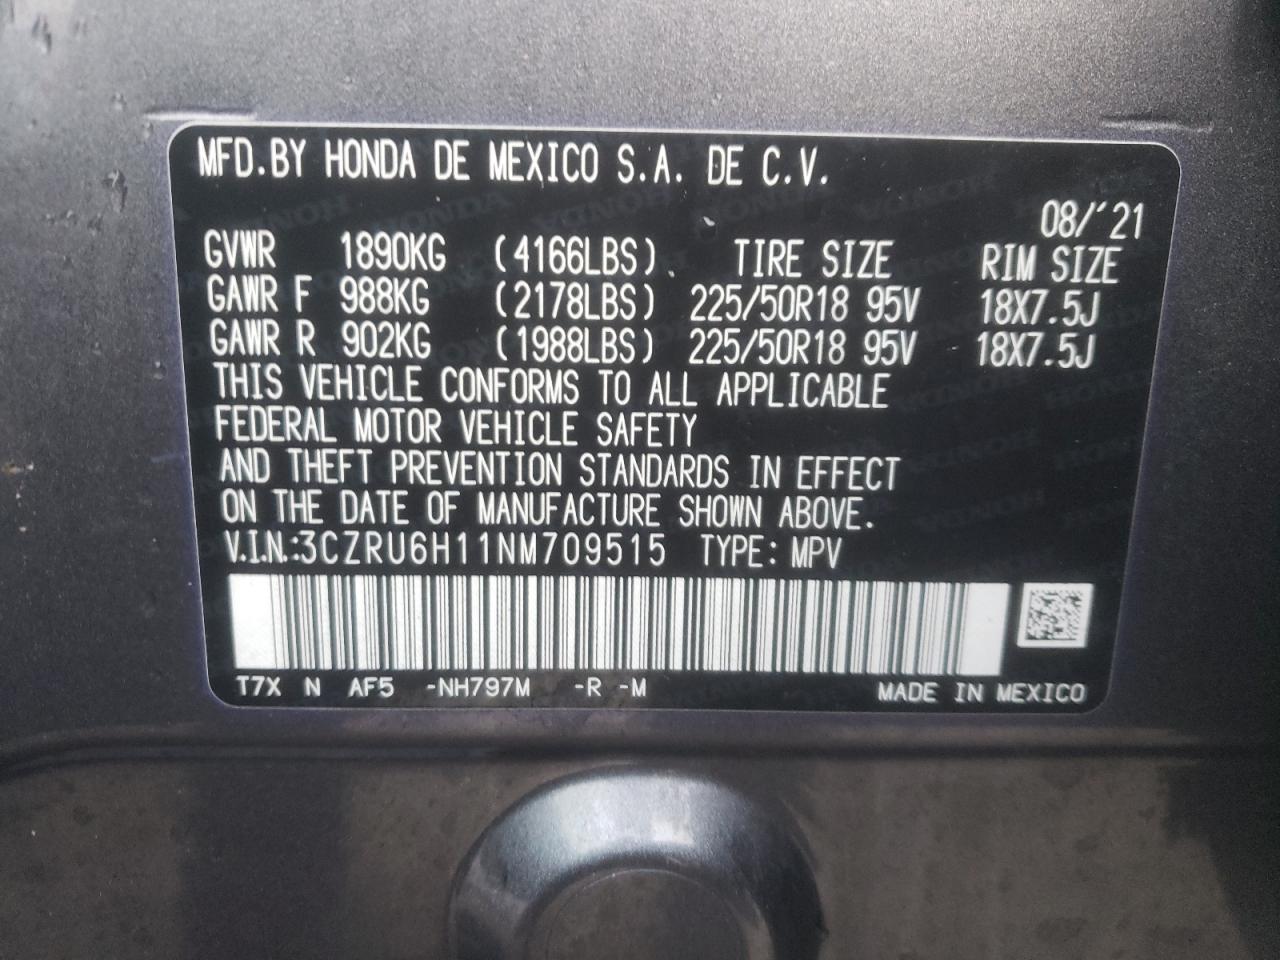 MFD.BY HONDA DE MEXICO S.A. DE C.V.
08/'21
GVWR 1890KG (4166LBS) TIRE SIZE RIM SIZE
GAWR F 988KG (2178LBS) 225/50R18 95V 18X7.5J
GAWR R 902KG (1988LBS) 225/50R18 95V 18X7.5J
THIS VEHICLE CONFORMS TO ALL APPLICABLE
FEDERAL MOTOR VEHICLE SAFETY
AND THEFT PREVENTION STANDARDS IN EFFECT
ON THE DATE OF MANUFACTURE SHOWN ABOVE.
V.I.N.:3CZRU6H11NM709515 TYPE: MPV
T7X N AF5 -NH797M -R -M MADE IN MEXICO